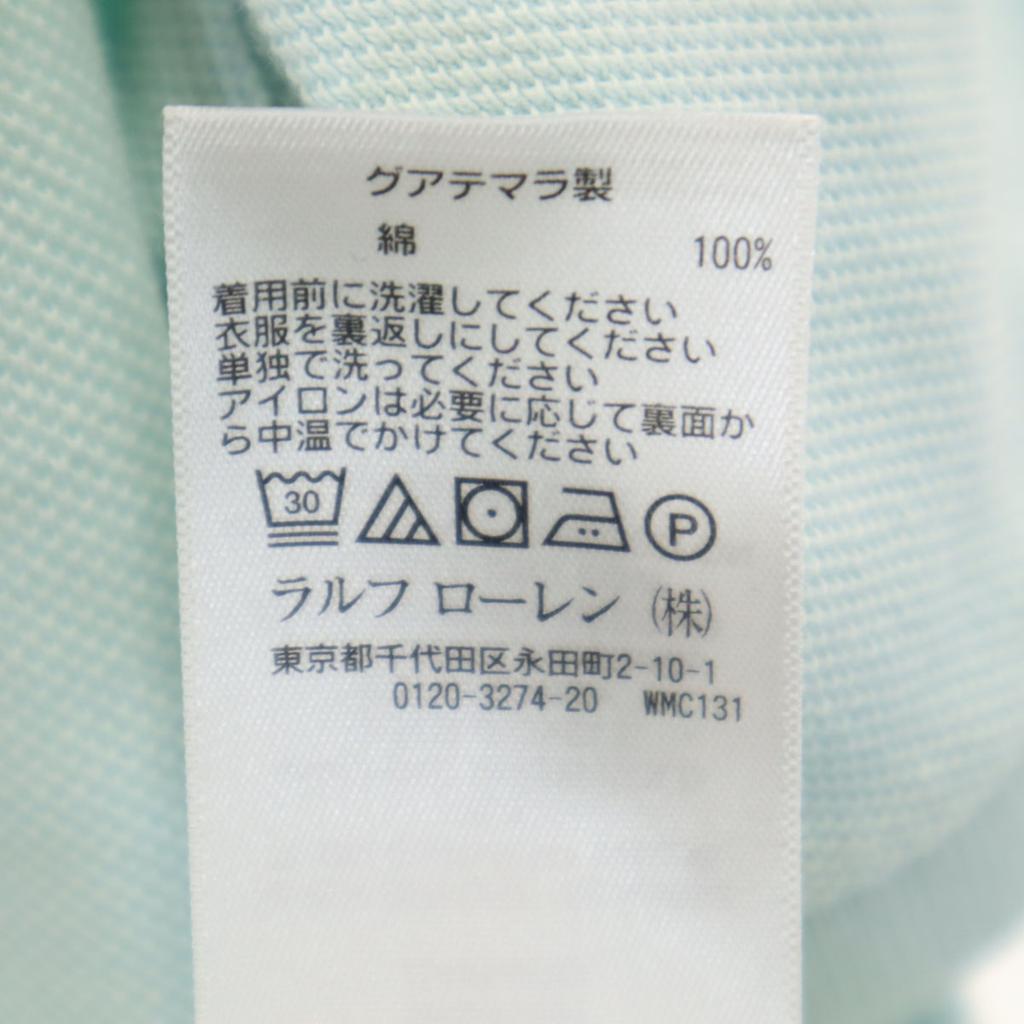 グアテマラ製
綿 100%
着用前に洗濯してください
衣服を裏返しにしてください
単独で洗ってください
アイロンは必要に応じて裏面か
ら中温でかけてください
30 P
ラルフ ローレン (株)
東京都千代田区永田町2-10-1
0120-3274-20 WMC131